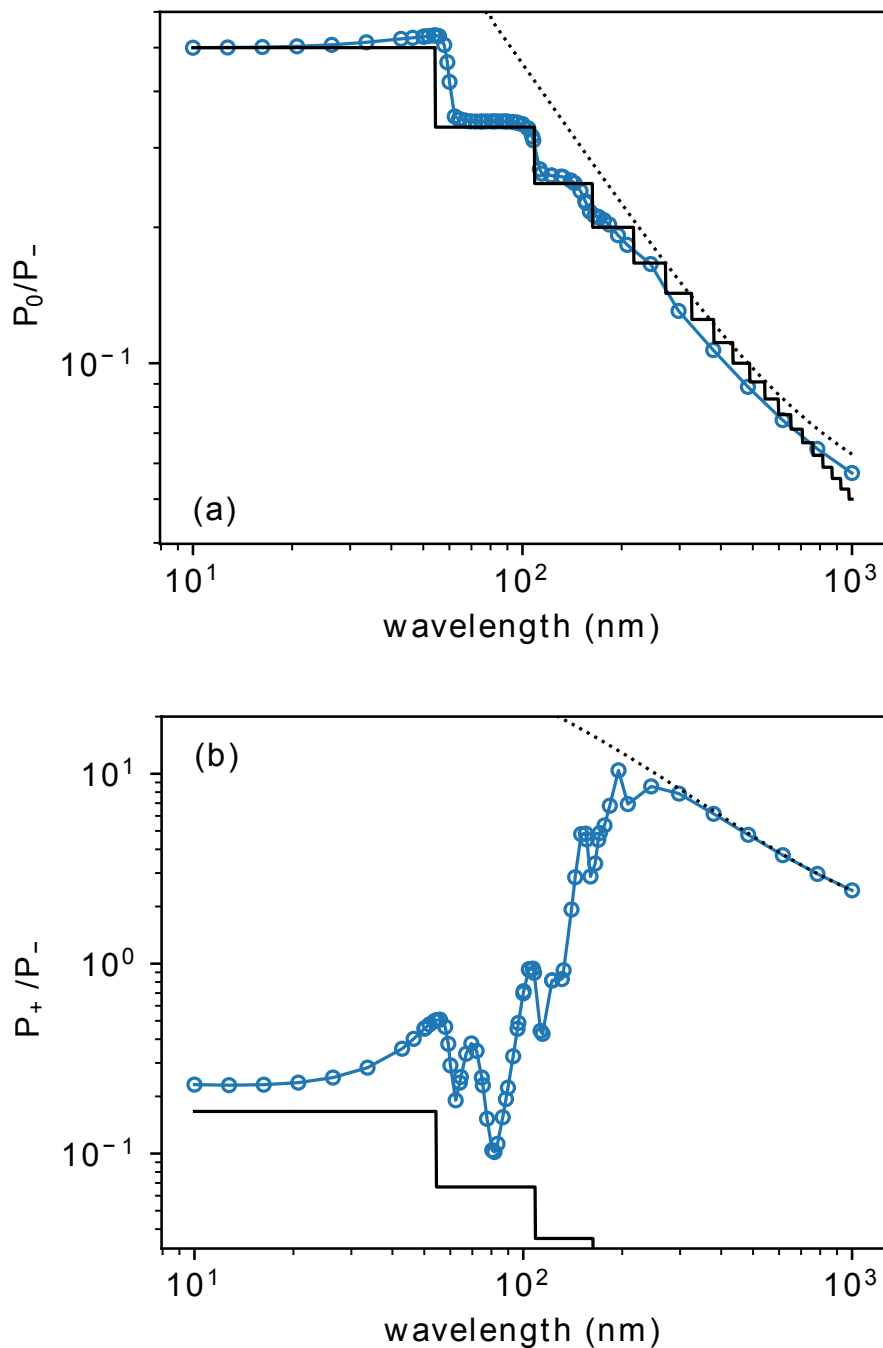 P₀/P₋
10⁻¹
(a)
10¹ 10² 10³
wavelength (nm)
P₊/P₋
(b)
10¹
10⁰
10⁻¹
10¹ 10² 10³
wavelength (nm)